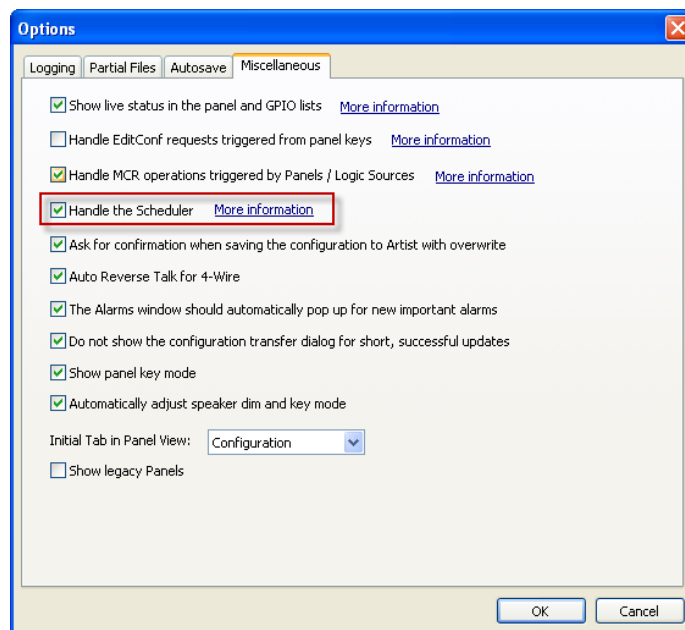 Options
Logging Partial Files Autosave Miscellaneous
Show live status in the panel and GPIO lists More information
Handle EditConf requests triggered from panel keys More information
Handle MCR operations triggered by Panels / Logic Sources More information
Handle the Scheduler More information
Ask for confirmation when saving the configuration to Artist with overwrite
Auto Reverse Talk for 4-Wire
The Alarms window should automatically pop up for new important alarms
Do not show the configuration transfer dialog for short, successful updates
Show panel key mode
Automatically adjust speaker dim and key mode
Initial Tab in Panel View: Configuration
Show legacy Panels
OK Cancel